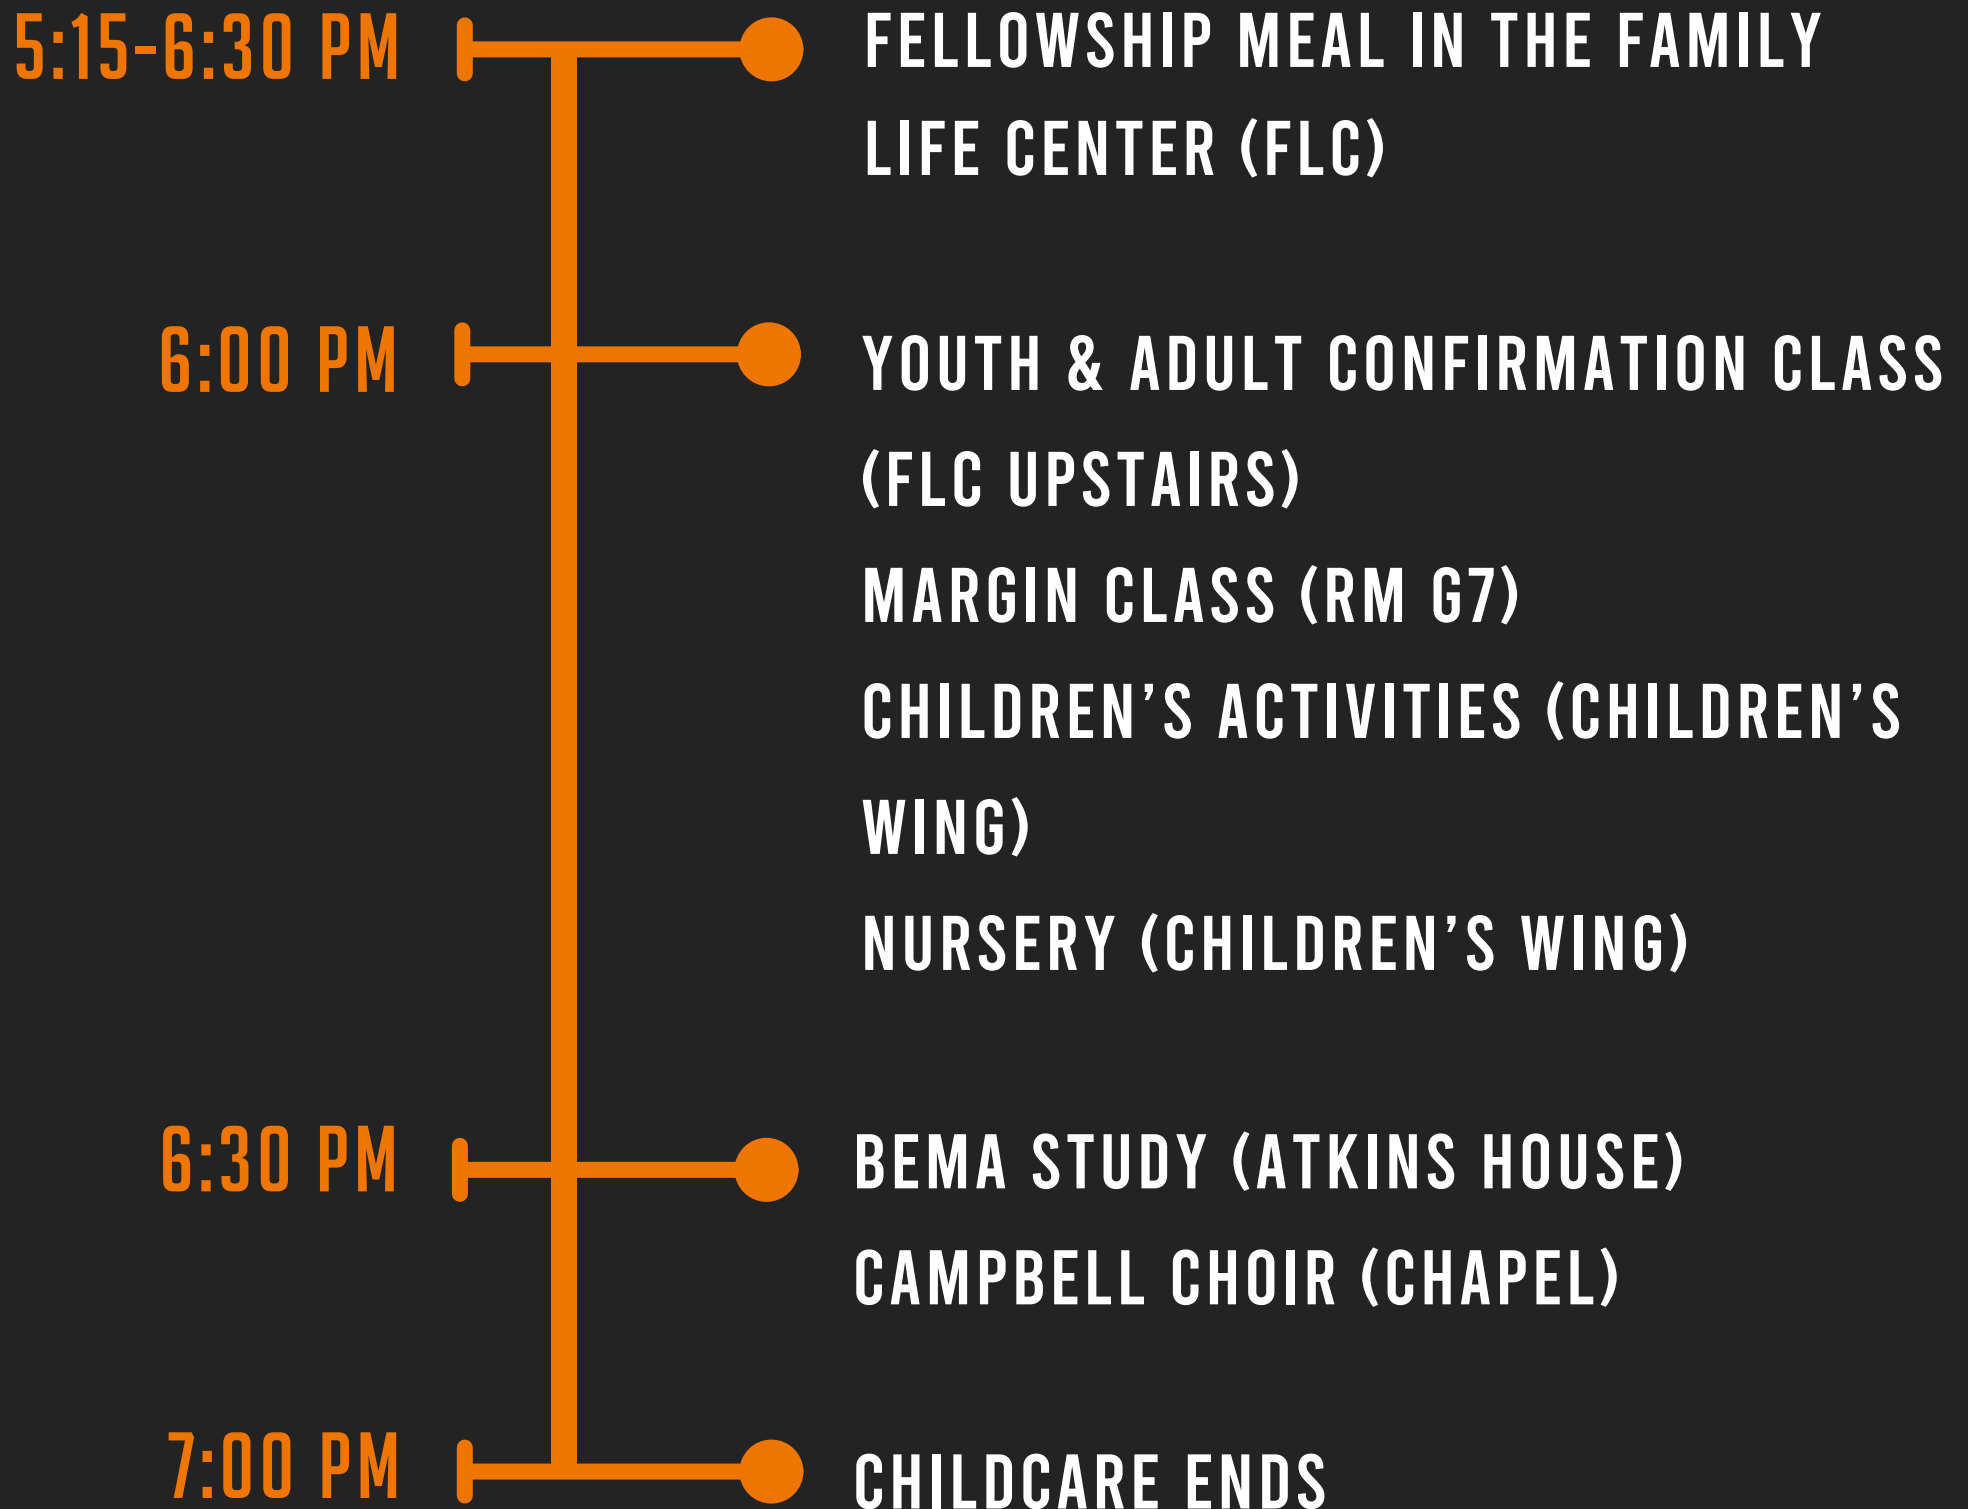 5:15-6:30 PM
FELLOWSHIP MEAL IN THE FAMILY
LIFE CENTER (FLC)
6:00 PM
YOUTH & ADULT CONFIRMATION CLASS
(FLC UPSTAIRS)
MARGIN CLASS (RM G7)
CHILDREN’S ACTIVITIES (CHILDREN’S
WING)
NURSERY (CHILDREN’S WING)
6:30 PM
BEMA STUDY (ATKINS HOUSE)
CAMPBELL CHOIR (CHAPEL)
7:00 PM
CHILDCARE ENDS